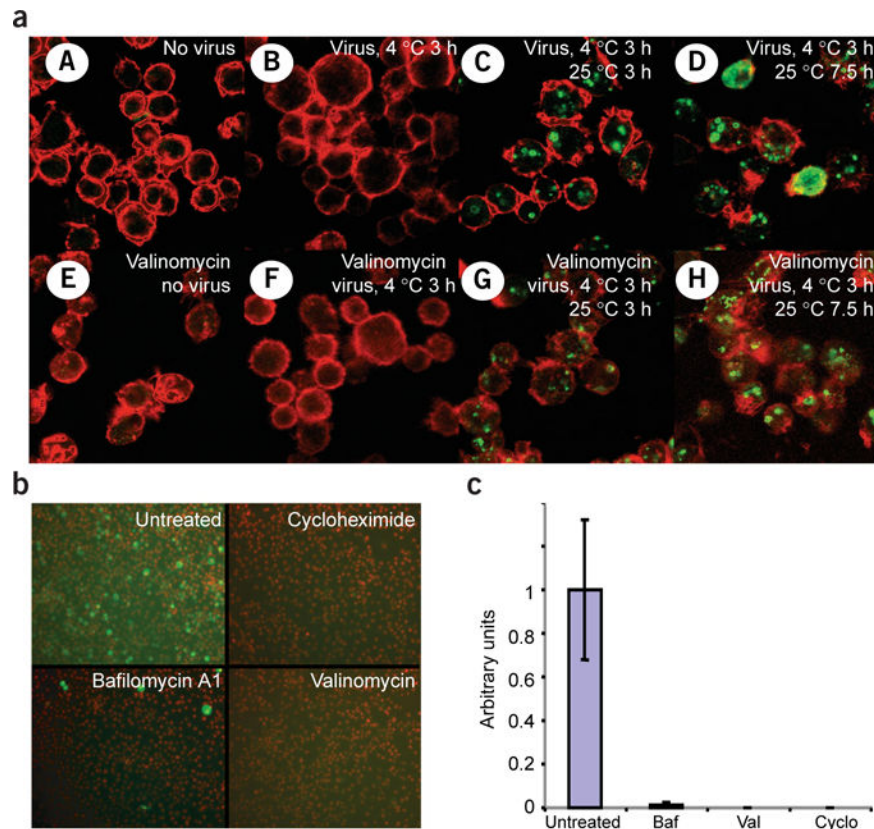 a
A
No virus
B
Virus, 4 °C 3 h
C
Virus, 4 °C 3 h
25 °C 3 h
D
Virus, 4 °C 3 h
25 °C 7.5 h
E
Valinomycin
no virus
F
Valinomycin
virus, 4 °C 3 h
G
Valinomycin
virus, 4 °C 3 h
25 °C 3 h
H
Valinomycin
virus, 4 °C 3 h
25 °C 7.5 h
b
Untreated
Cycloheximide
Bafilomycin A1
Valinomycin
c
Arbitrary units
1
0.8
0.6
0.4
0.2
0
Untreated Baf Val Cyclo